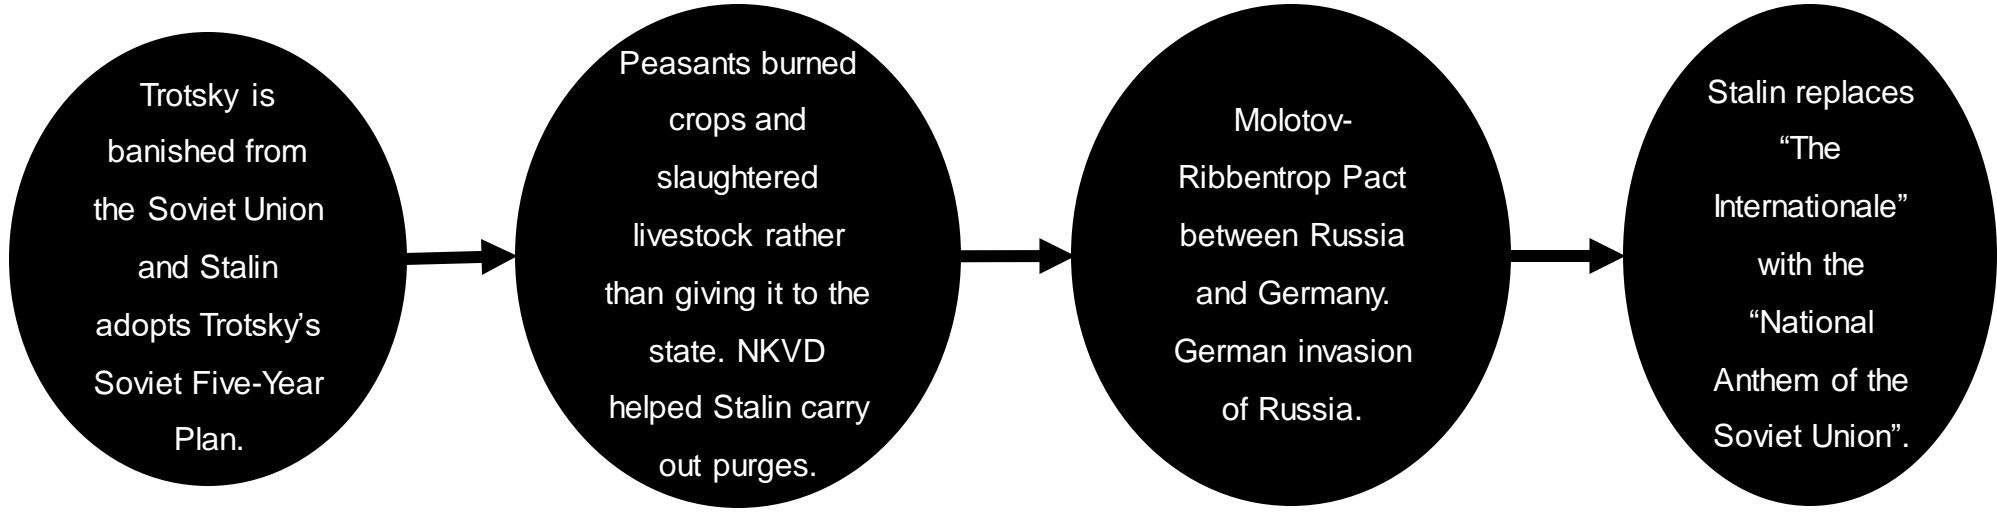 Trotsky is
banished from
the Soviet Union
and Stalin
adopts Trotsky’s
Soviet Five-Year
Plan.
Peasants burned
crops and
slaughtered
livestock rather
than giving it to the
state. NKVD
helped Stalin carry
out purges.
Molotov-
Ribbentrop Pact
between Russia
and Germany.
German invasion
of Russia.
Stalin replaces
“The
Internationale”
with the
“National
Anthem of the
Soviet Union”.